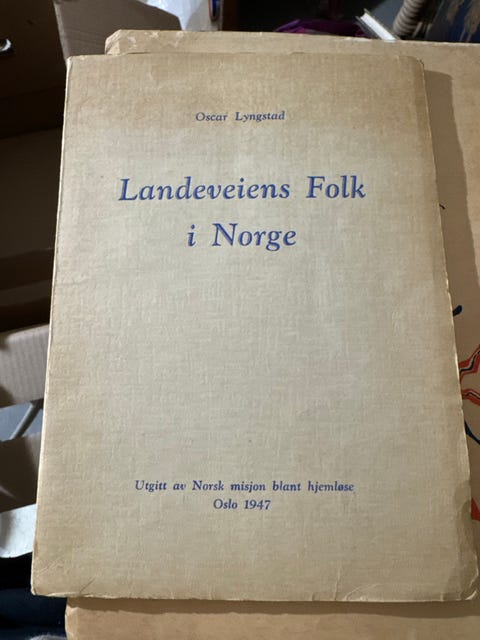 Oscar Lyngstad
Landeveiens Folk
i Norge
Utgitt av Norsk misjon blant hjemløse
Oslo 1947